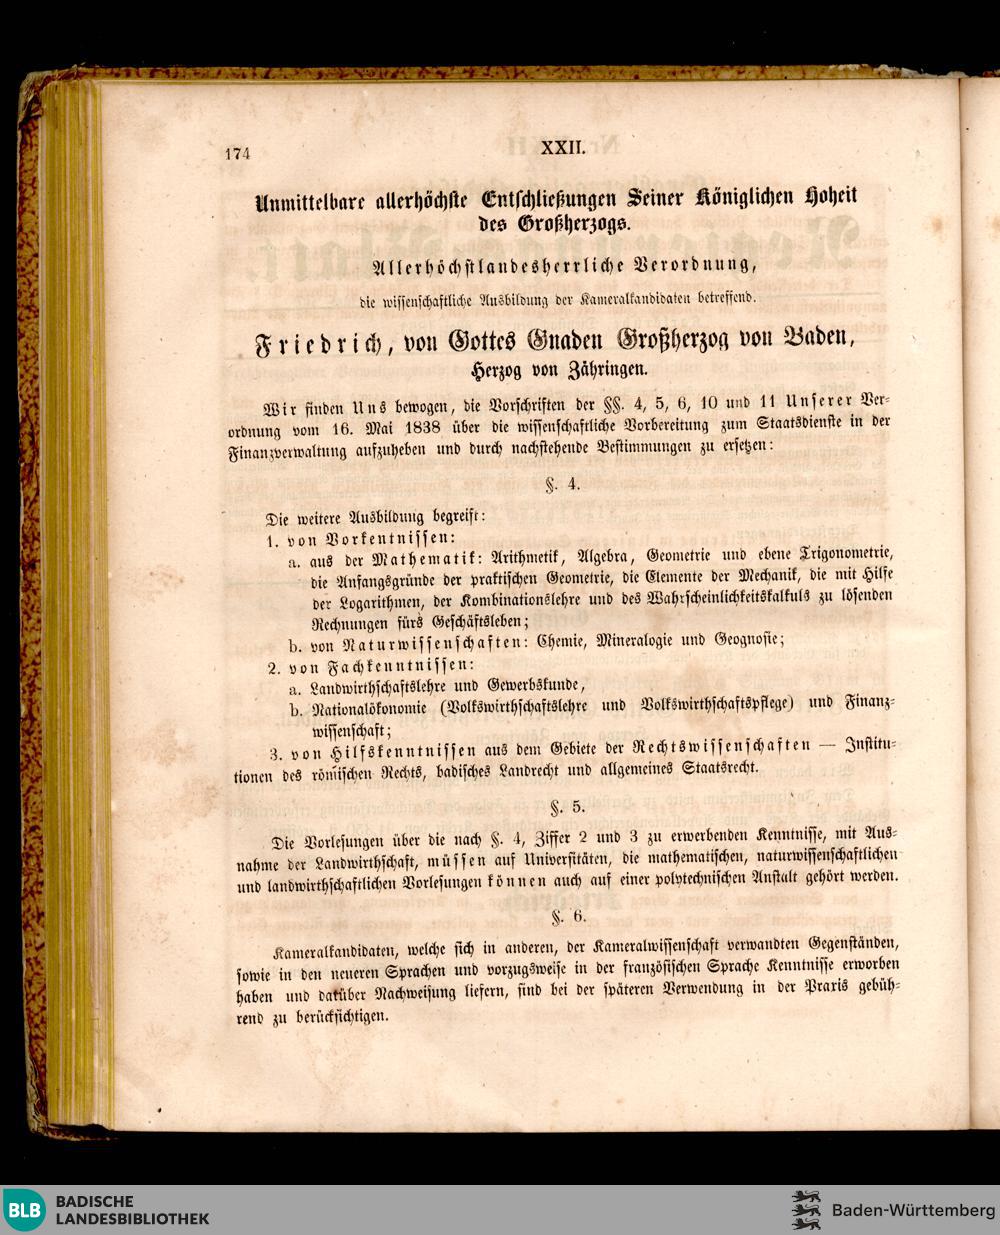 174
XXII.
Unmittelbare allerhöchste Entschließungen Seiner Königlichen Hoheit
des Großherzogs.
Allerhöchstlandesherrliche Verordnung,
die wissenschaftliche Ausbildung der Kameralkandidaten betreffend.
Friedrich, von Gottes Gnaden Großherzog von Baden,
Herzog von Zähringen.
Wir finden Uns bewogen, die Vorschriften der §§. 4, 5, 6, 10 und 11 Unserer Ver-
ordnung vom 16. Mai 1838 über die wissenschaftliche Vorbereitung zum Staatsdienste in der
Finanzverwaltung aufzuheben und durch nachstehende Bestimmungen zu ersetzen:
§. 4.
Die weitere Ausbildung begreift:
1. von Vorkentnissen:
a. aus der Mathematik: Arithmetik, Algebra, Geometrie und ebene Trigonometrie,
die Anfangsgründe der praktischen Geometrie, die Elemente der Mechanik, die mit Hilfe
der Logarithmen, der Kombinationslehre und des Wahrscheinlichkeitskalkuls zu lösenden
Rechnungen fürs Geschäftsleben;
b. von Naturwissenschaften: Chemie, Mineralogie und Geognosie;
2. von Fachkenntnissen:
a. Landwirthschaftslehre und Gewerbskunde,
b. Nationalökonomie (Volkswirthschaftslehre und Volkswirthschaftspflege) und Finanz-
wissenschaft;
3. von Hilfskenntnissen aus dem Gebiete der Rechtswissenschaften — Institu-
tionen des römischen Rechts, badisches Landrecht und allgemeines Staatsrecht.
§. 5.
Die Vorlesungen über die nach §. 4, Ziffer 2 und 3 zu erwerbenden Kenntnisse, mit Aus-
nahme der Landwirthschaft, müssen auf Universitäten, die mathematischen, naturwissenschaftlichen
und landwirthschaftlichen Vorlesungen können auch auf einer polytechnischen Anstalt gehört werden.
§. 6.
Kameralkandidaten, welche sich in anderen, der Kameralwissenschaft verwandten Gegenständen,
sowie in den neueren Sprachen und vorzugsweise in der französischen Sprache Kenntnisse erworben
haben und darüber Nachweisung liefern, sind bei der späteren Verwendung in der Praxis gebüh-
rend zu berücksichtigen.
BLB BADISCHE
LANDESBIBLIOTHEK
Baden-Württemberg